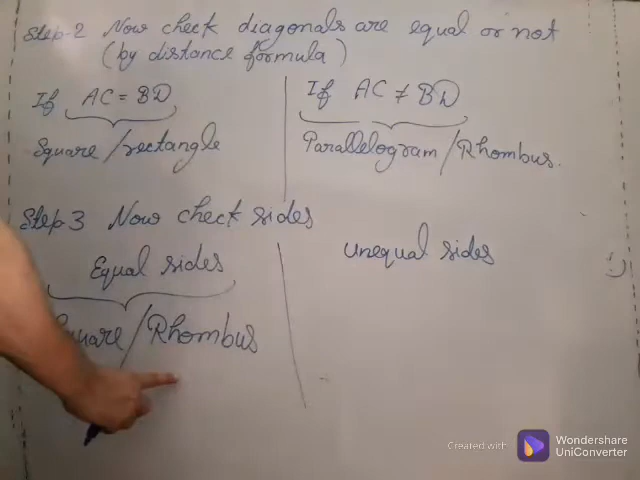 Step-2 Now check diagonals are equal or not
(by distance formula)
If AC = BD
Square/rectangle
If AC ≠ BD
Parallelogram/Rhombus.
Step 3 Now check sides
Equal sides
/Rhombus
unequal sides
Created with Wondershare
UniConverter